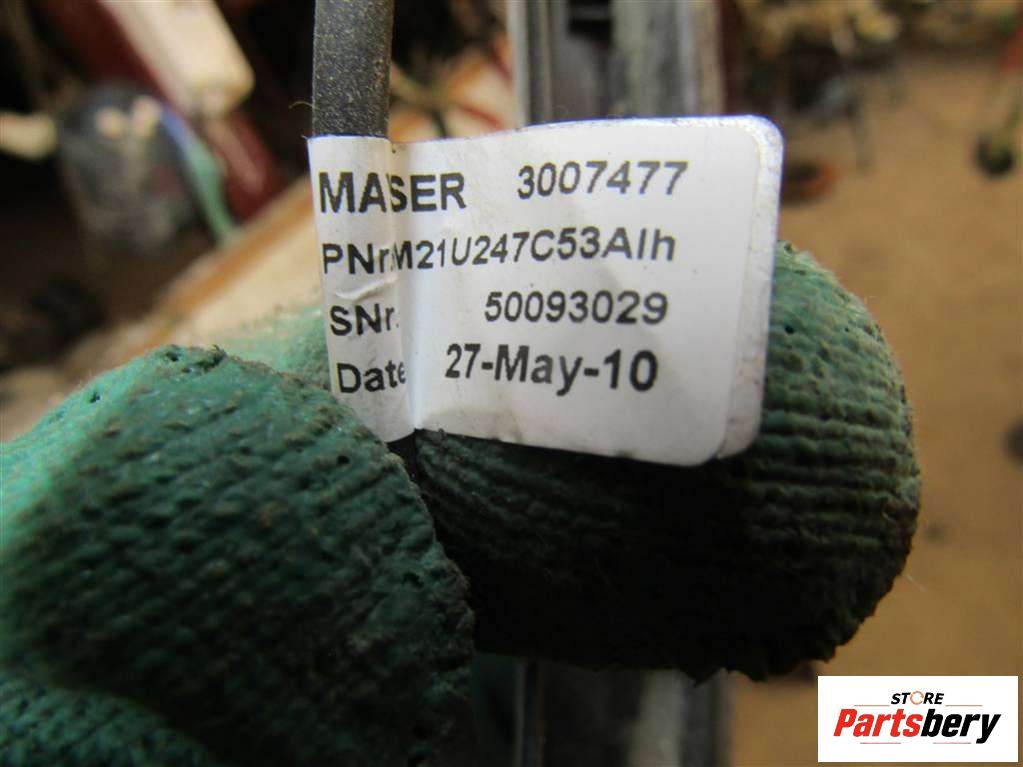 MASER 3007477
PNr.M21U247C53Alh
SNr. 50093029
Date 27-May-10
STORE
Partsbery